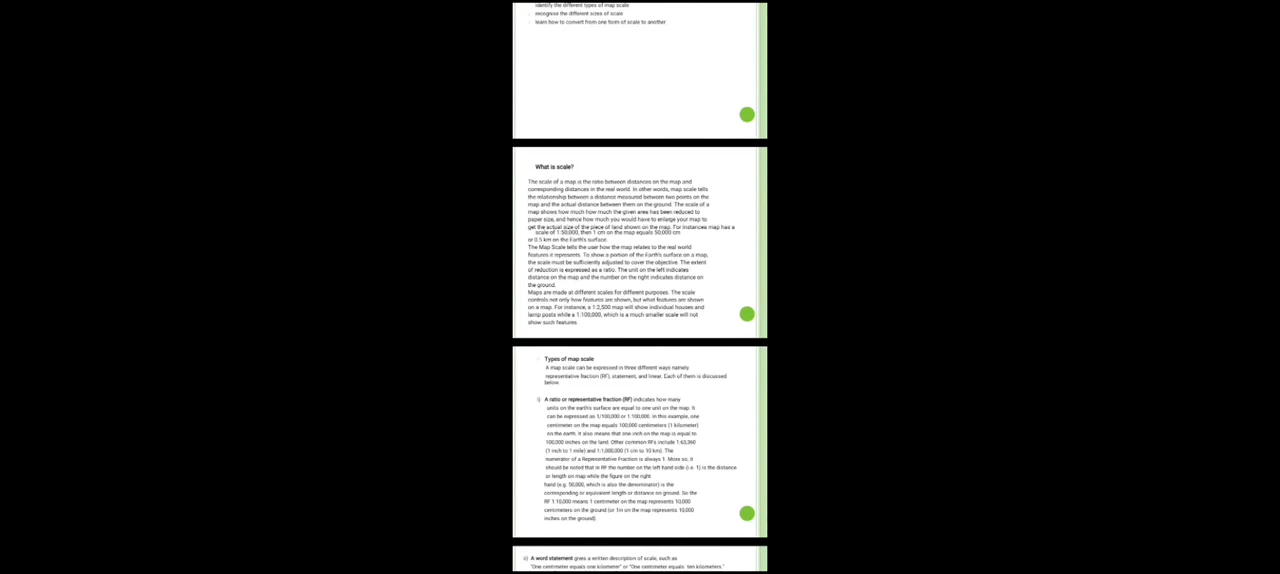 identify the different types of map scale
recognise the different sizes of scale
learn how to convert from one form of scale to another
What is scale?
The scale of a map is the ratio between distances on the map and
corresponding distances in the real world. In other words, map scale tells
the relationship between a distance measured between two points on the
map and the actual distance between them on the ground. The scale of a
map shows how much how much the given area has been reduced to
paper size, and hence how much you would have to enlarge your map to
get the actual size of the piece of land shown on the map. For instances map has a
scale of 1:50,000, then 1 cm on the map equals 50,000 cm
or 0.5 km on the Earth's surface.
The Map Scale tells the user how the map relates to the real world
features it represents. To show a portion of the Earth's surface on a map,
the scale must be sufficiently adjusted to cover the objective. The extent
of reduction is expressed as a ratio. The unit on the left indicates
distance on the map and the number on the right indicates distance on
the ground.
Maps are made at different scales for different purposes. The scale
controls not only how features are shown, but what features are shown
on a map. For instance, a 1:2,500 map will show individual houses and
lamp posts while a 1:100,000, which is a much smaller scale will not
show such features
Types of map scale
A map scale can be expressed in three different ways namely
representative fraction (RF), statement, and linear. Each of them is discussed
below.
i) A ratio or representative fraction (RF) indicates how many
units on the earth's surface are equal to one unit on the map. It
can be expressed as 1/100,000 or 1:100,000. In this example, one
centimeter on the map equals 100,000 centimeters (1 kilometer)
on the earth. It also means that one inch on the map is equal to
100,000 inches on the land. Other common RFs include 1:63,360
(1 inch to 1 mile) and 1:1,000,000 (1 cm to 10 km). The
numerator of a Representative Fraction is always 1. More so, it
should be noted that in RF the number on the left hand side (i.e. 1) is the distance
or length on map while the figure on the right
hand (e.g. 50,000, which is also the denominator) is the
corresponding or equivalent length or distance on ground. So the
RF 1:10,000 means 1 centimeter on the map represents 10,000
centimeters on the ground (or 1in on the map represents 10,000
inches on the ground)
ii) A word statement gives a written description of scale, such as
"One centimeter equals one kilometer" or "One centimeter equals ten kilometers."